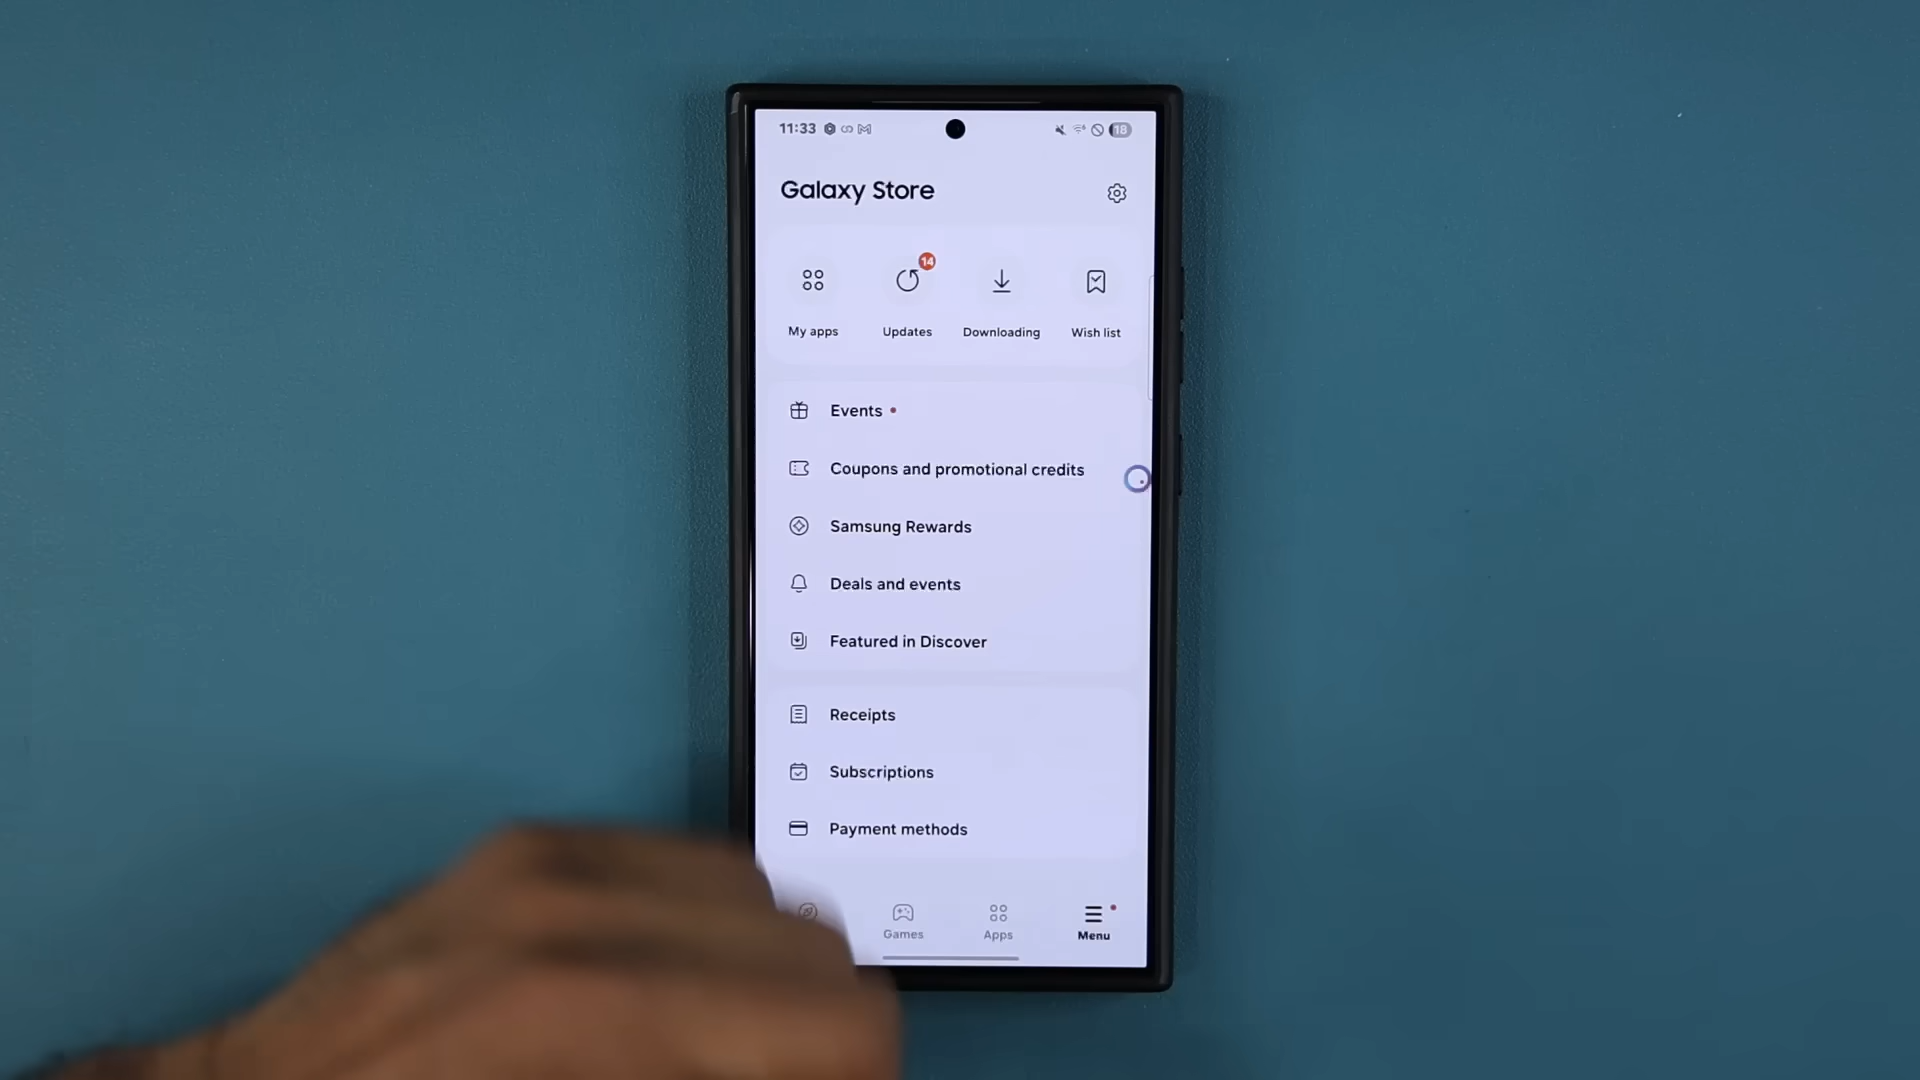 11:33
18
Galaxy Store
14
My apps Updates Downloading Wish list
Events
Coupons and promotional credits
Samsung Rewards
Deals and events
Featured in Discover
Receipts
Subscriptions
Payment methods
Games Apps Menu